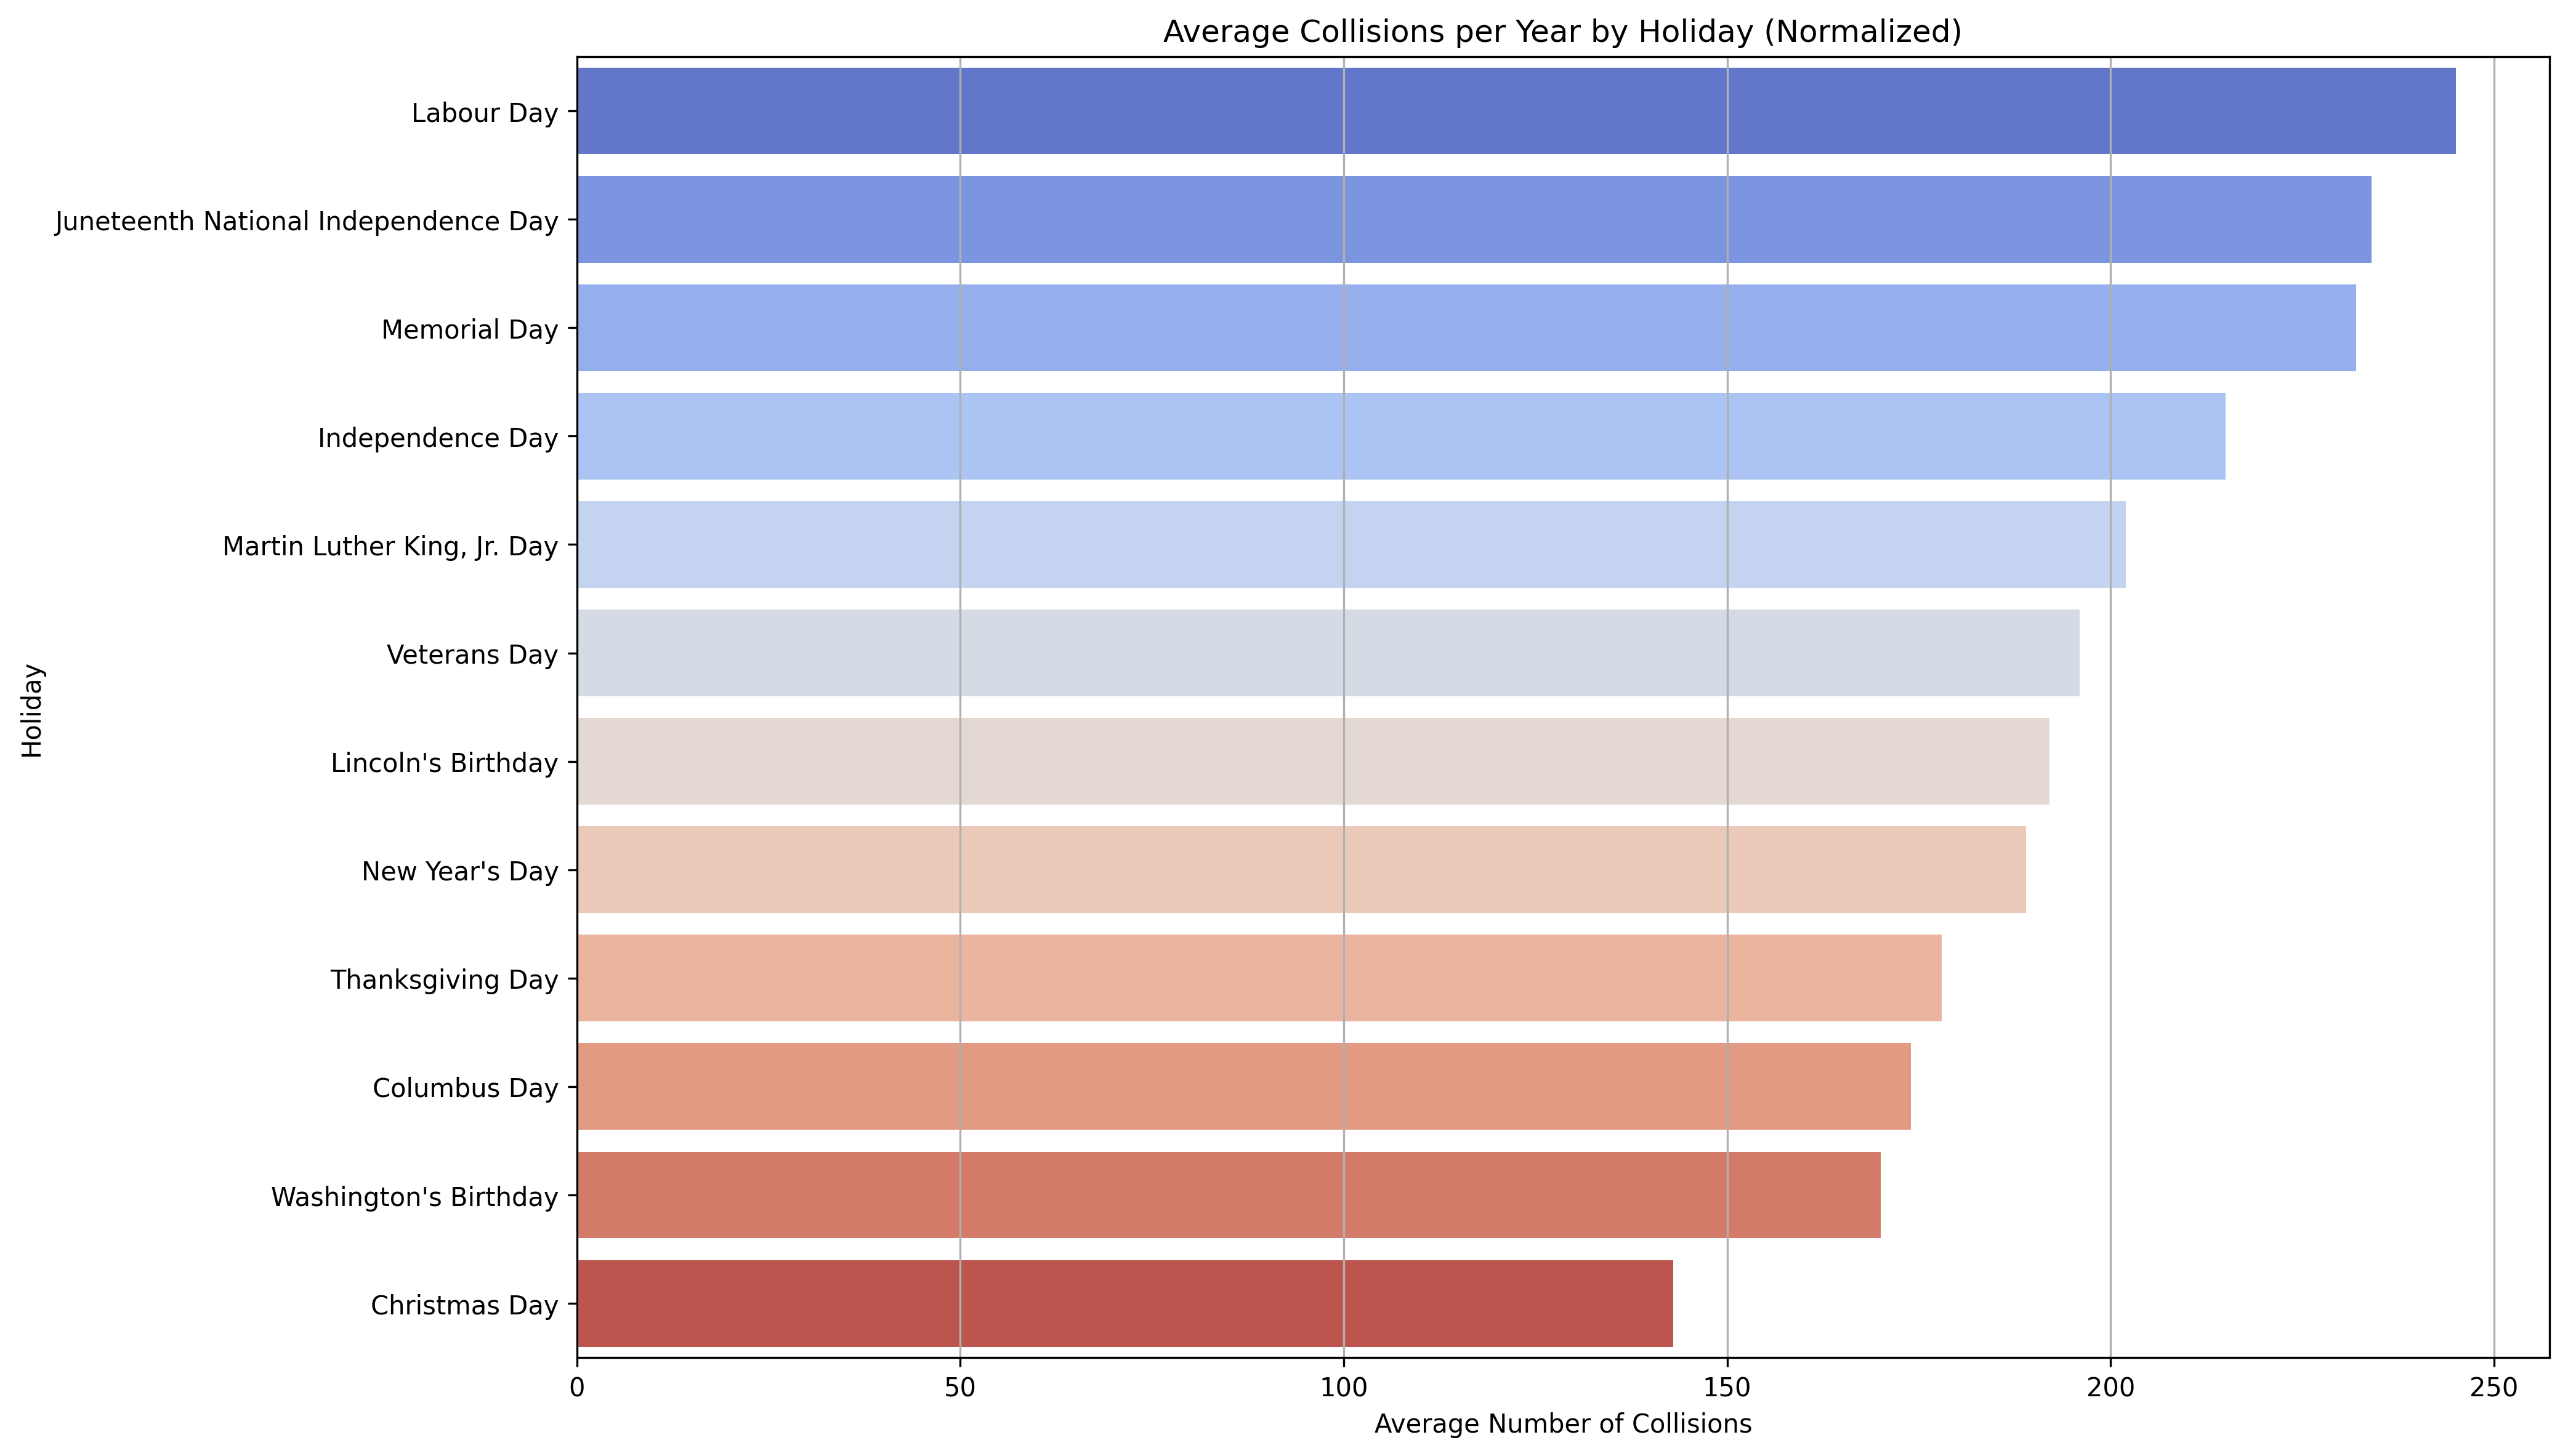 Average Collisions per Year by Holiday (Normalized)
Labour Day
Juneteenth National Independence Day
Memorial Day
Independence Day
Martin Luther King, Jr. Day
Veterans Day
Lincoln's Birthday
New Year's Day
Thanksgiving Day
Columbus Day
Washington's Birthday
Christmas Day
Holiday
0 50 100 150 200 250
Average Number of Collisions